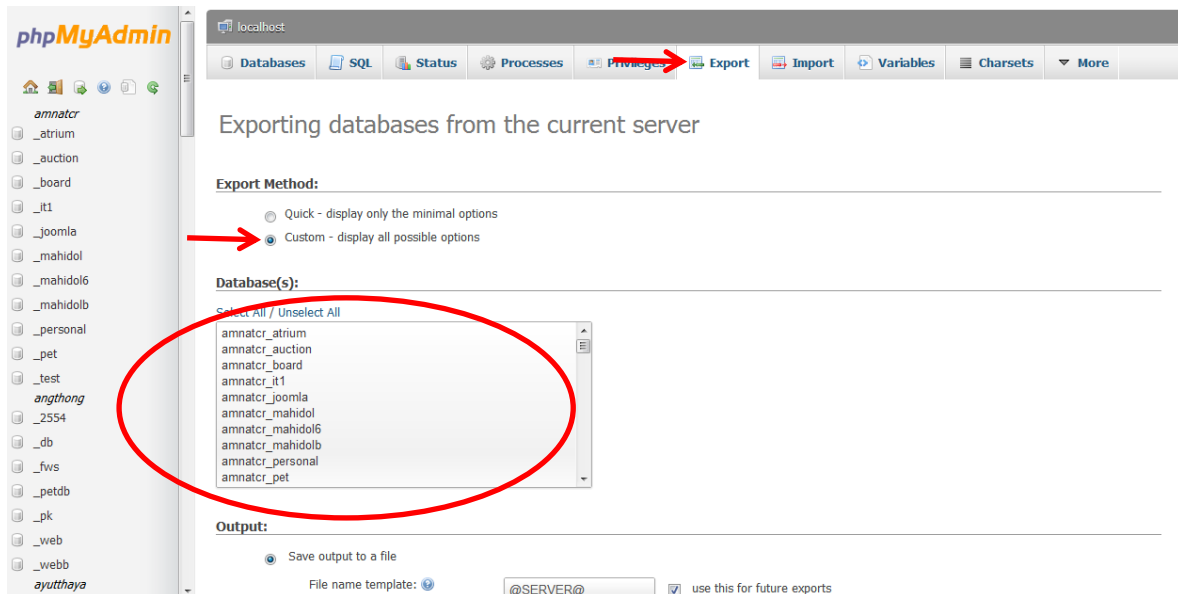 phpMyAdmin
amnatcr
_atrium
_auction
_board
_it1
_joomla
_mahidol
_mahidol6
_mahidolb
_personal
_pet
_test
angthong
_2554
_db
_fws
_petdb
_pk
_web
_webb
ayutthaya
localhost
Databases SQL Status Processes Privileges Export Import Variables Charsets More
Exporting databases from the current server
Export Method:
Quick - display only the minimal options
Custom - display all possible options
Database(s):
Select All / Unselect All
amnatcr_atrium
amnatcr_auction
amnatcr_board
amnatcr_it1
amnatcr_joomla
amnatcr_mahidol
amnatcr_mahidol6
amnatcr_mahidolb
amnatcr_personal
amnatcr_pet
Output:
Save output to a file
File name template: @SERVER@ use this for future exports